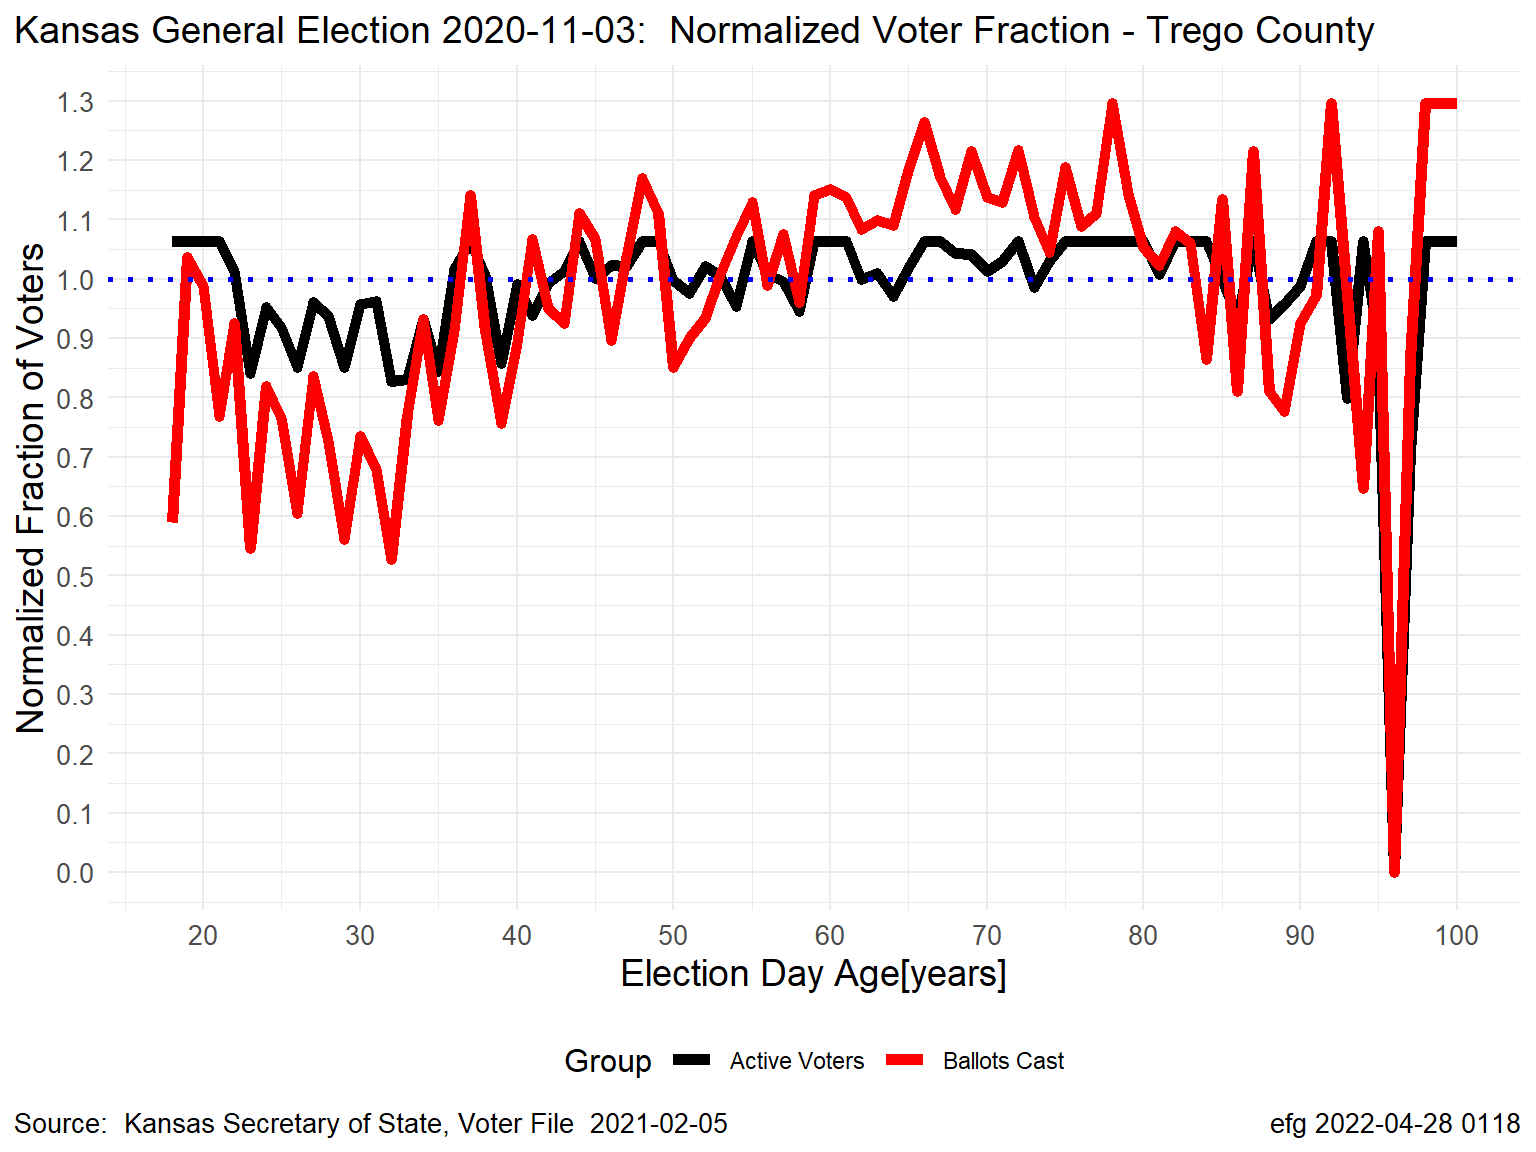 Kansas General Election 2020-11-03:  Normalized Voter Fraction - Trego County
Normalized Fraction of Voters
1.3
1.2
1.1
1.0
0.9
0.8
0.7
0.6
0.5
0.4
0.3
0.2
0.1
0.0
20 30 40 50 60 70 80 90 100
Election Day Age[years]
Group Active Voters Ballots Cast
Source:  Kansas Secretary of State, Voter File  2021-02-05
efg 2022-04-28 0118